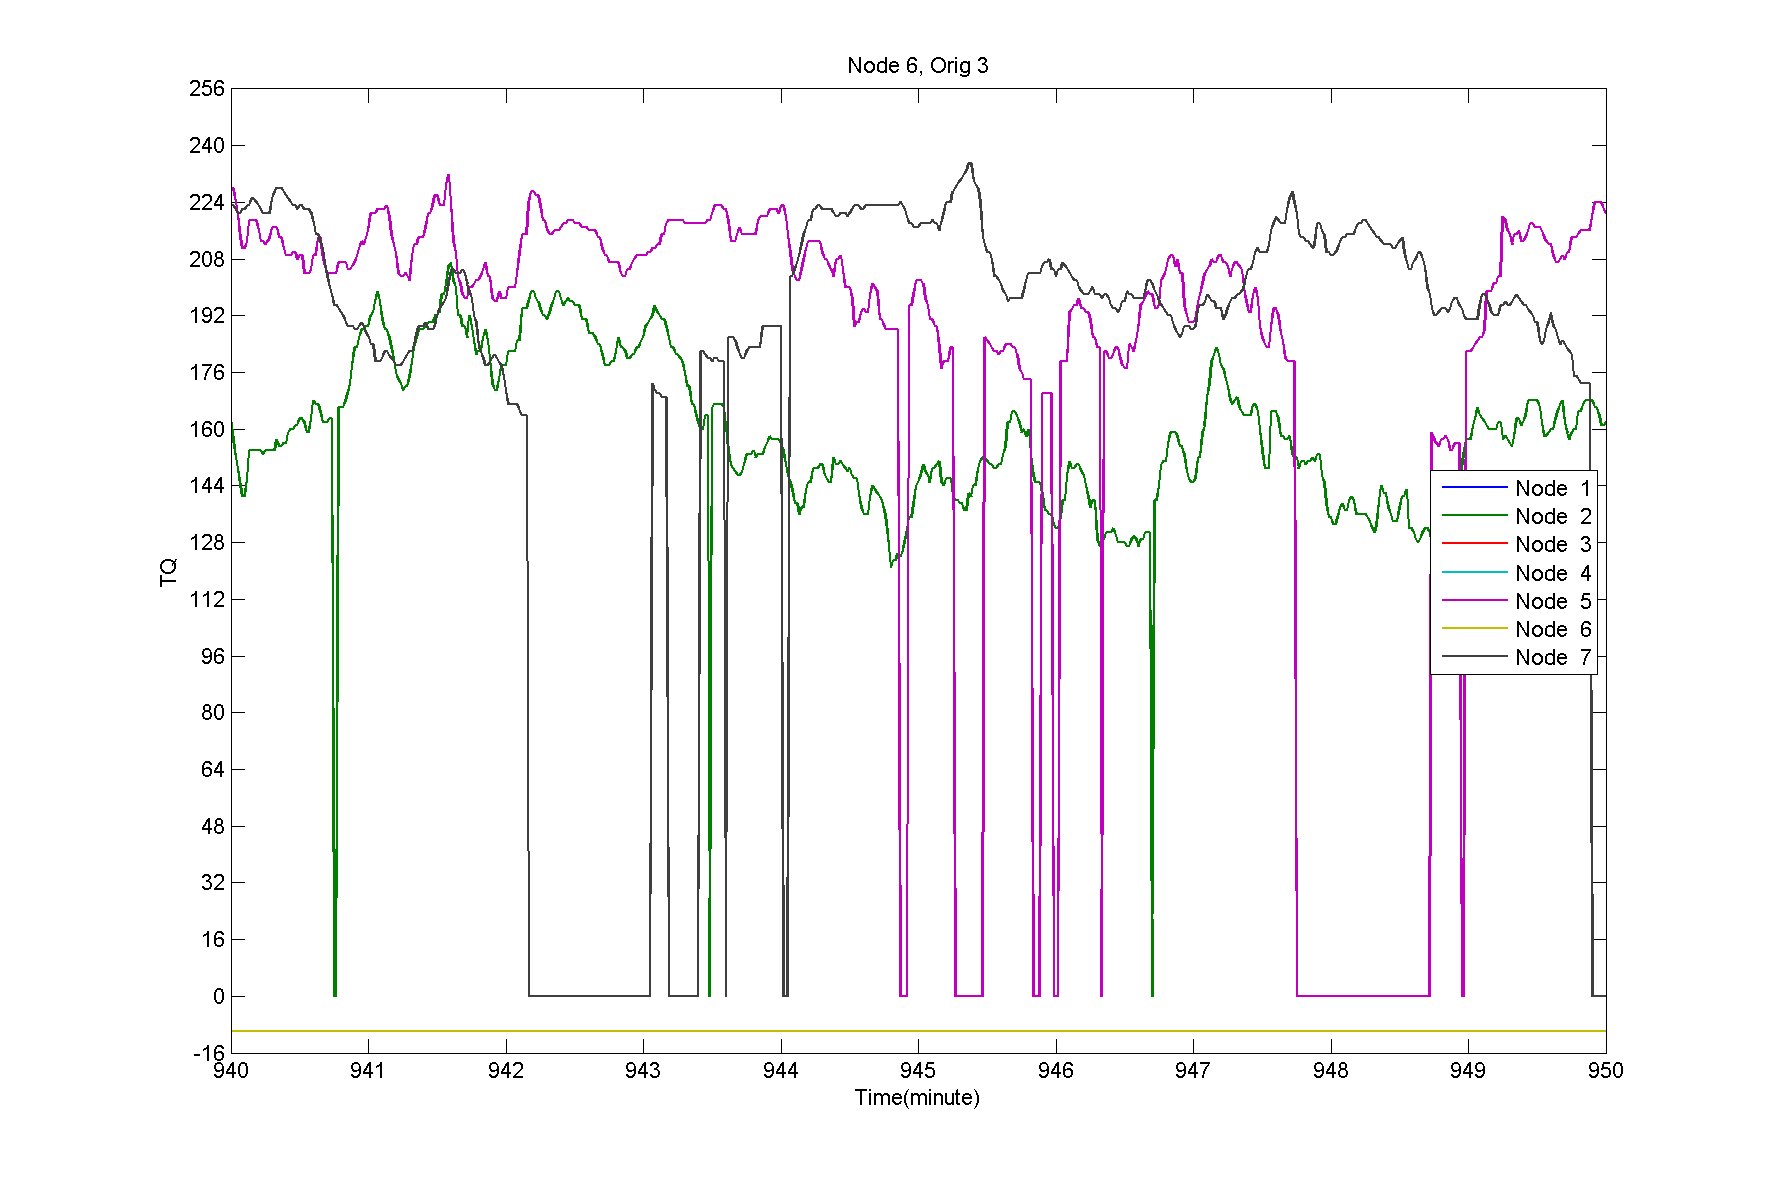 Node 6, Orig 3
256
240
224
208
192
176
160
144
128
112
96
80
64
48
32
16
0
-16
TQ
Node 1
Node 2
Node 3
Node 4
Node 5
Node 6
Node 7
940 941 942 943 944 945 946 947 948 949 950
Time(minute)